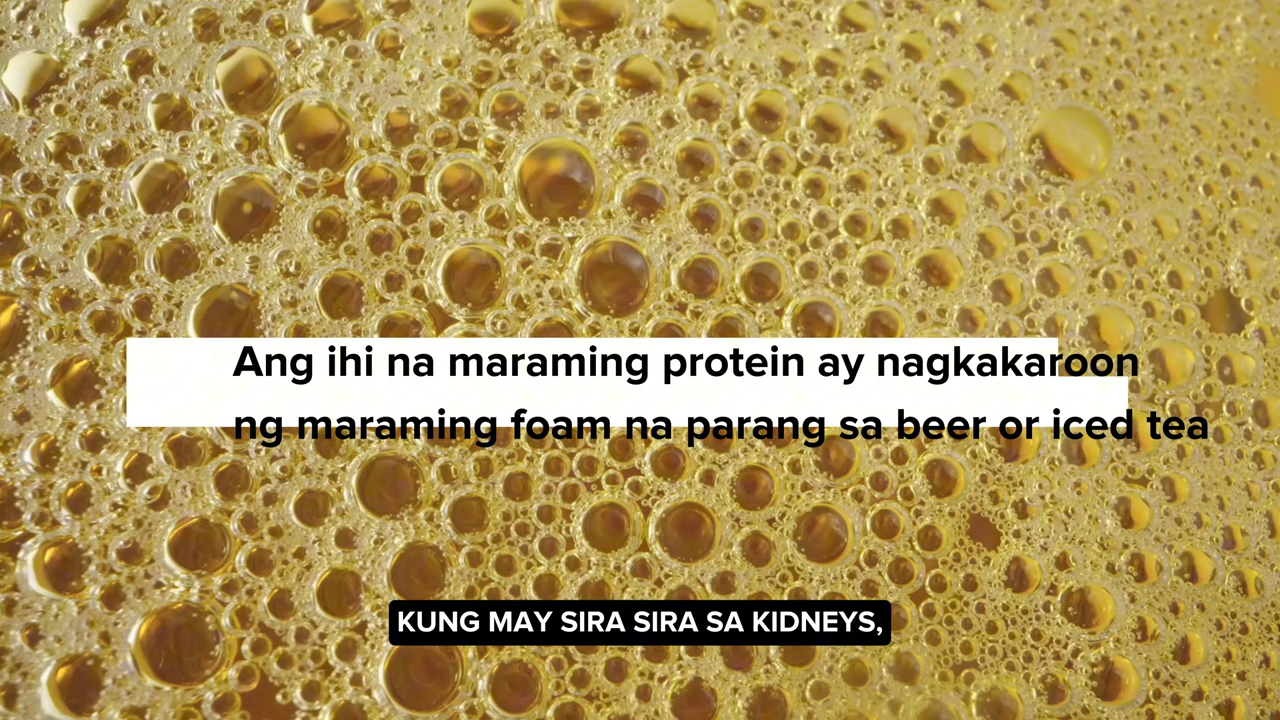 Ang ihi na maraming protein ay nagkakaroon
ng maraming foam na parang sa beer or iced tea
KUNG MAY SIRA SIRA SA KIDNEYS,